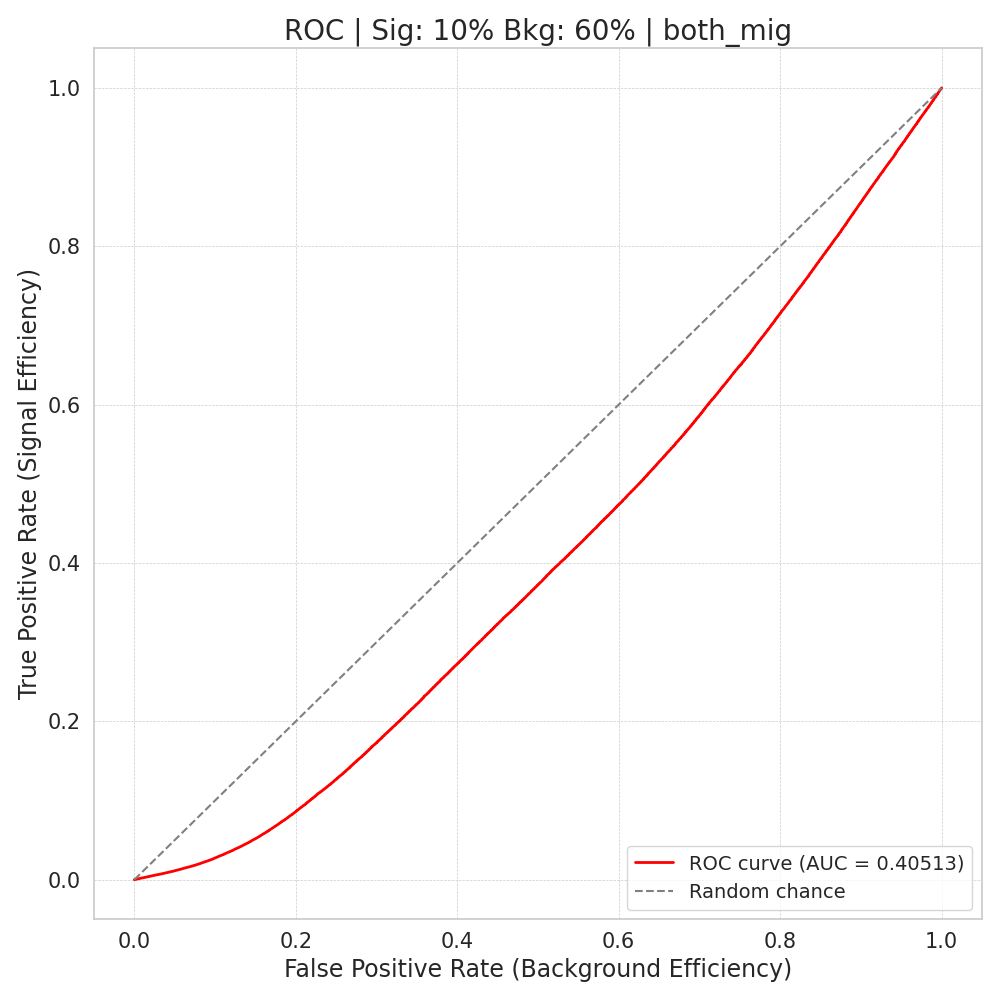 ROC | Sig: 10% Bkg: 60% | both_mig
True Positive Rate (Signal Efficiency)
1.0
0.8
0.6
0.4
0.2
0.0
ROC curve (AUC = 0.40513)
Random chance
0.0 0.2 0.4 0.6 0.8 1.0
False Positive Rate (Background Efficiency)